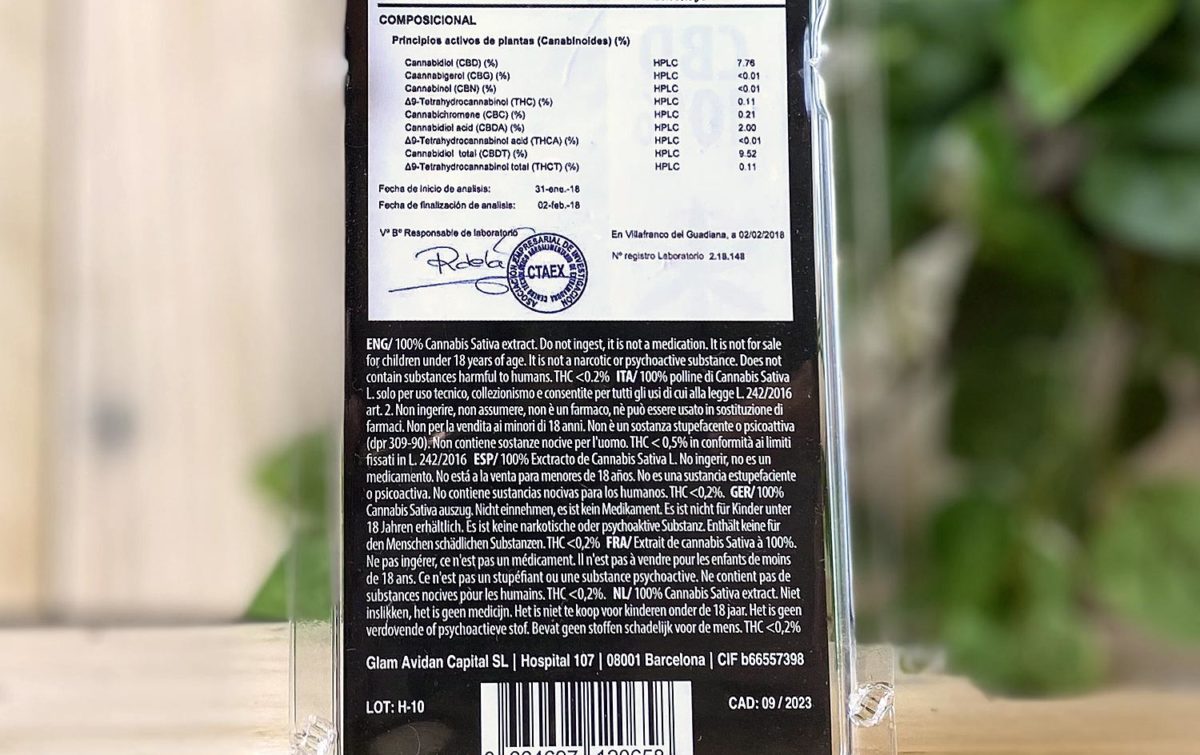 COMPOSICIONAL
Principios activos de plantas (Canabinoides) (%)
Cannabidiol (CBD) (%) HPLC 7.76
Caannabigerol (CBG) (%) HPLC <0.01
Cannabinol (CBN) (%) HPLC <0.01
Δ9-Tetrahydrocannabinol (THC) (%) HPLC 0.11
Cannabichromene (CBC) (%) HPLC 0.21
Cannabidiol acid (CBDA) (%) HPLC 2.00
Δ9-Tetrahydrocannabinol acid (THCA) (%) HPLC <0.01
Cannabidiol total (CBDT) (%) HPLC 9.52
Δ9-Tetrahydrocannabinol total (THCT) (%) HPLC 0.11
Fecha de inicio de analisis: 31-ene.-18
Fecha de finalización de analisis: 02-feb.-18
Vº Bº Responsable de laboratorio
En Villafranco del Guadiana, a 02/02/2018
Nº registro Laboratorio 2.18.148
ASOCIACIÓN EMPRESARIAL DE INVESTIGACIÓN
CTAEX
ENG/ 100% Cannabis Sativa extract. Do not ingest, it is not a medication. It is not for sale
for children under 18 years of age. It is not a narcotic or psychoactive substance. Does not
contain substances harmful to humans. THC <0.2% ITA/ 100% polline di Cannabis Sativa
L. solo per uso tecnico, collezionismo e consentite per tutti gli usi di cui alla legge L. 242/2016
art. 2. Non ingerire, non assumere, non è un farmaco, nè può essere usato in sostituzione di
farmaci. Non per la vendita ai minori di 18 anni. Non è un sostanza stupefacente o psicoattiva
(dpr 309-90). Non contiene sostanze nocive per l'uomo. THC < 0,5% in conformità ai limiti
fissati in L. 242/2016 ESP/ 100% Exctracto de Cannabis Sativa L. No ingerir, no es un
medicamento. No está a la venta para menores de 18 años. No es una sustancia estupefaciente
o psicoactiva. No contiene sustancias nocivas para los humanos. THC <0,2%. GER/ 100%
Cannabis Sativa auszug. Nicht einnehmen, es ist kein Medikament. Es ist nicht für Kinder unter
18 Jahren erhältlich. Es ist keine narkotische oder psychoaktive Substanz. Enthält keine für
den Menschen schädlichen Substanzen. THC <0,2% FRA/ Extrait de cannabis Sativa à 100%.
Ne pas ingérer, ce n'est pas un médicament. Il n'est pas à vendre pour les enfants de moins
de 18 ans. Ce n'est pas un stupéfiant ou une substance psychoactive. Ne contient pas de
substances nocives pòur les humains. THC <0,2%. NL/ 100% Cannabis Sativa extract. Niet
inslikken, het is geen medicijn. Het is niet te koop voor kinderen onder de 18 jaar. Het is geen
verdovende of psychoactieve stof. Bevat geen stoffen schadelijk voor de mens. THC <0,2%
Glam Avidan Capital SL | Hospital 107 | 08001 Barcelona | CIF b66557398
LOT: H-10
CAD: 09 / 2023